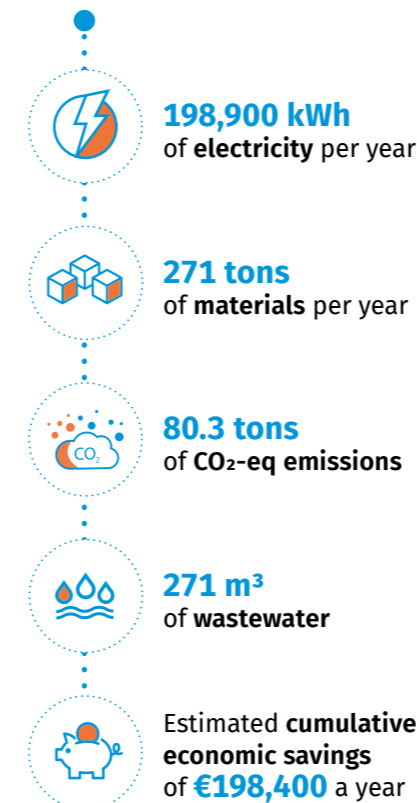 198,900 kWh
of electricity per year
271 tons
of materials per year
CO₂
80.3 tons
of CO₂-eq emissions
271 m³
of wastewater
Estimated cumulative
economic savings
of €198,400 a year